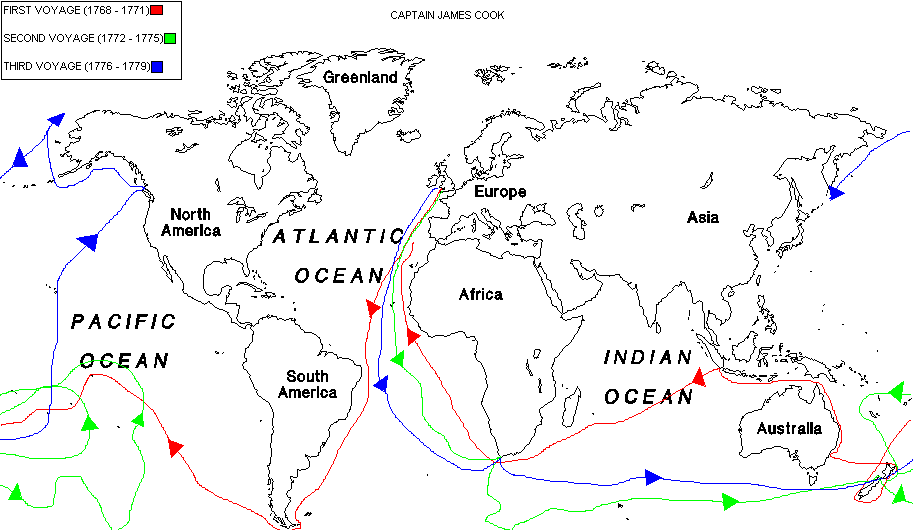 FIRST VOYAGE (1768 - 1771)
CAPTAIN JAMES COOK
SECOND VOYAGE (1772 - 1775)
THIRD VOYAGE (1776 - 1779)
Greenland
Europe
North
America
Asia
ATLANTIC
OCEAN
Africa
PACIFIC
OCEAN
INDIAN
OCEAN
South
America
Australla